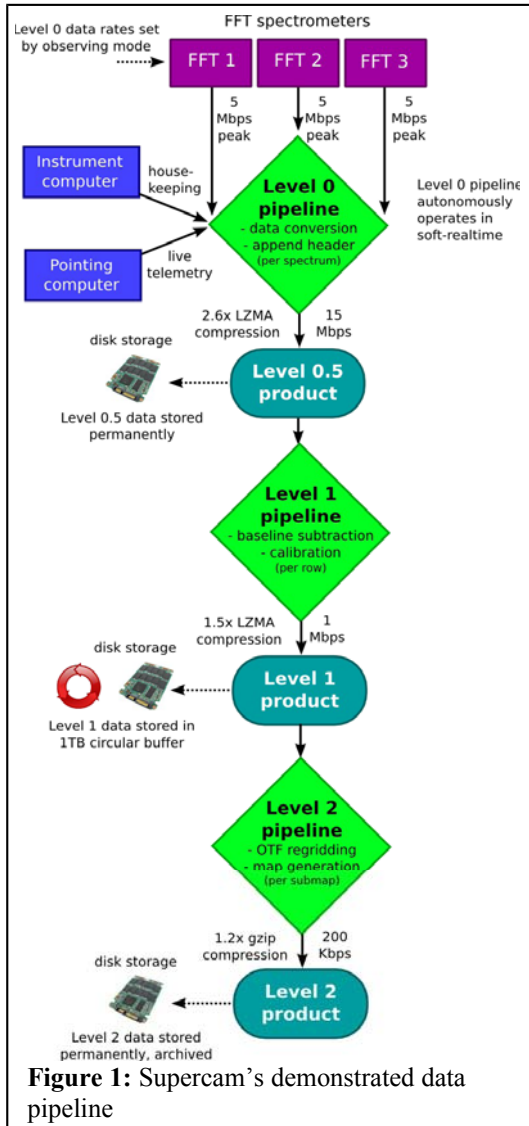 FFT spectrometers
Level 0 data rates set
by observing mode
FFT 1
FFT 2
FFT 3
5
Mbps
peak
5
Mbps
peak
5
Mbps
peak
Instrument
computer
house-
keeping
Pointing
computer
live
telemetry
Level 0
pipeline
- data conversion
- append header
(per spectrum)
Level 0 pipeline
autonomously
operates in
soft-realtime
2.6x LZMA
compression
15
Mbps
disk storage
Level 0.5
product
Level 0.5 data stored
permanently
Level 1
pipeline
- baseline subtraction
- calibration
(per row)
1.5x LZMA
compression
1
Mbps
disk storage
Level 1
product
Level 1 data stored in
1TB circular buffer
Level 2
pipeline
- OTF regridding
- map generation
(per submap)
1.2x gzip
compression
200
Kbps
disk storage
Level 2
product
Level 2 data stored
permanently, archived
Figure 1: Supercam's demonstrated data
pipeline